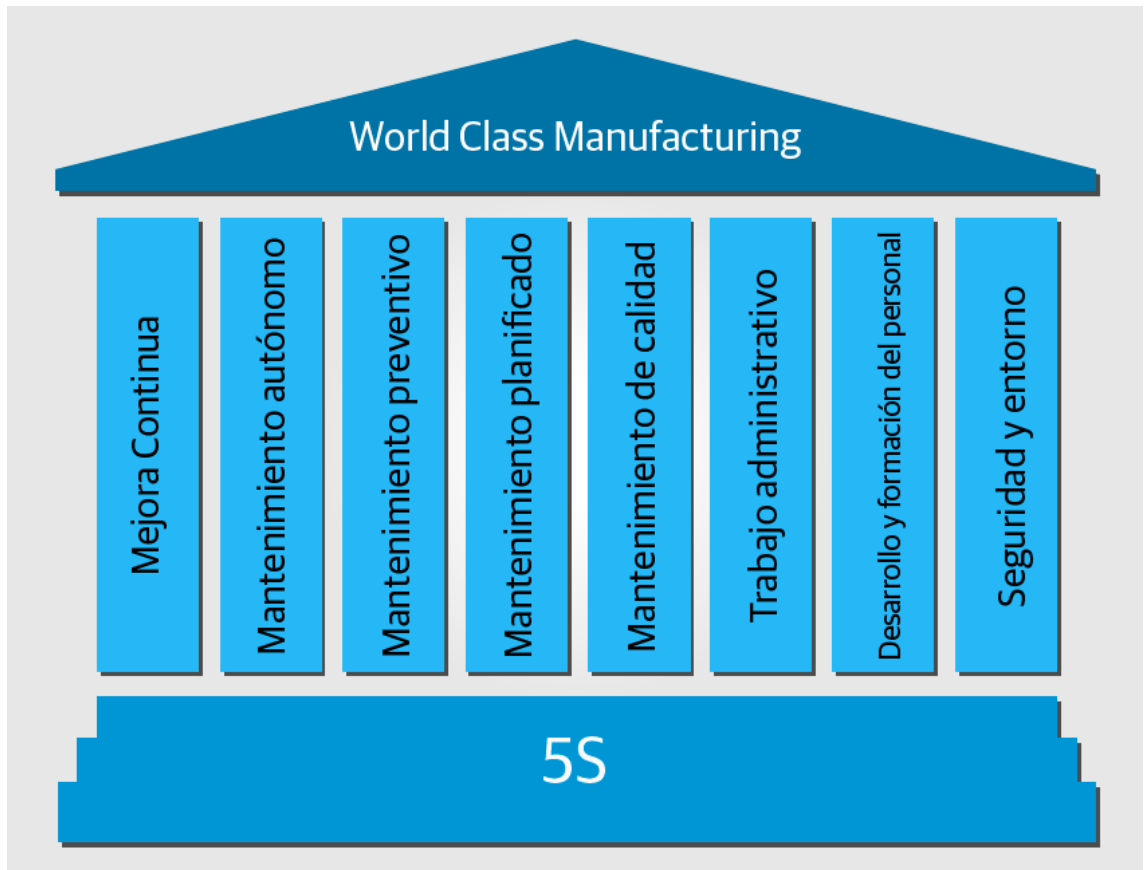 World Class Manufacturing
Mejora Continua
Mantenimiento autónomo
Mantenimiento preventivo
Mantenimiento planificado
Mantenimiento de calidad
Trabajo administrativo
Desarrollo y formación del personal
Seguridad y entorno
5S